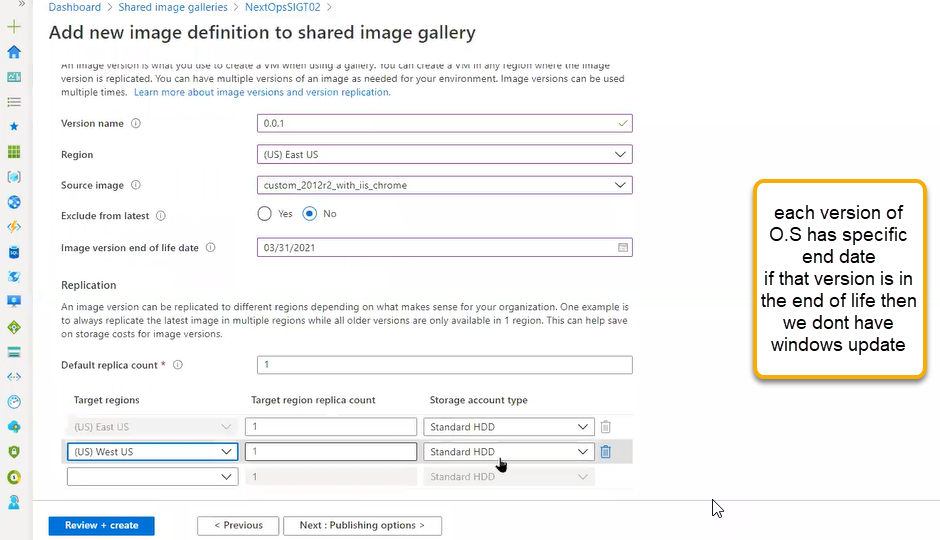 Dashboard > Shared image galleries > NextOpsSIGT02 >
Add new image definition to shared image gallery
An image version is what you use to create a VM when using a gallery. You can create a VM in any region where the image
version is replicated. You can have multiple versions of an image as needed for your environment. Image versions can be used
multiple times. Learn more about image versions and version replication.
Version name
0.0.1
Region
(US) East US
Source image
custom_2012r2_with_iis_chrome
Exclude from latest
Yes No
Image version end of life date
03/31/2021
Replication
An image version can be replicated to different regions depending on what makes sense for your organization. One example is
to always replicate the latest image in multiple regions while all older versions are only available in 1 region. This can help save
on storage costs for image versions.
Default replica count *
1
Target regions Target region replica count Storage account type
(US) East US 1 Standard HDD
(US) West US 1 Standard HDD
1 Standard HDD
Review + create < Previous Next : Publishing options >
each version of
O.S has specific
end date
if that version is in
the end of life then
we dont have
windows update